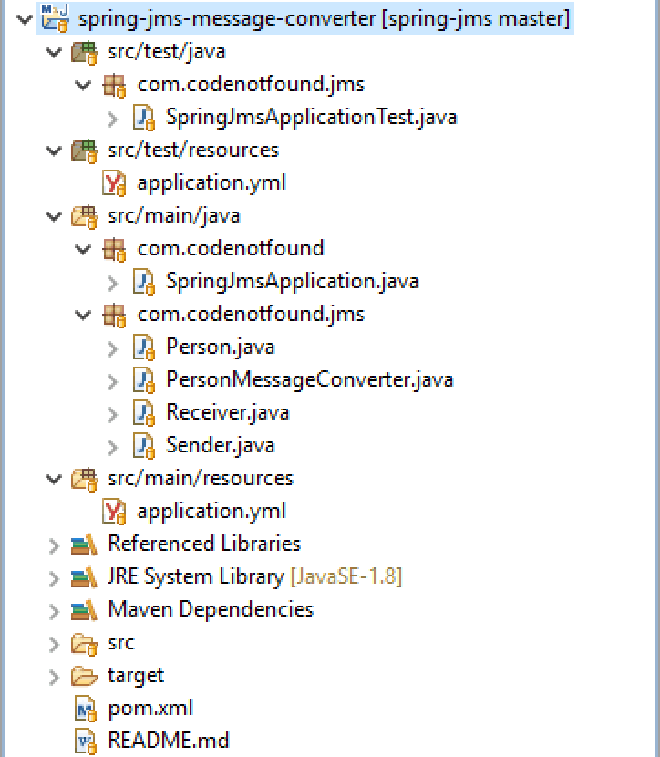 spring-jms-message-converter [spring-jms master]
src/test/java
com.codenotfound.jms
SpringJmsApplicationTest.java
src/test/resources
application.yml
src/main/java
com.codenotfound
SpringJmsApplication.java
com.codenotfound.jms
Person.java
PersonMessageConverter.java
Receiver.java
Sender.java
src/main/resources
application.yml
Referenced Libraries
JRE System Library [JavaSE-1.8]
Maven Dependencies
src
target
pom.xml
README.md